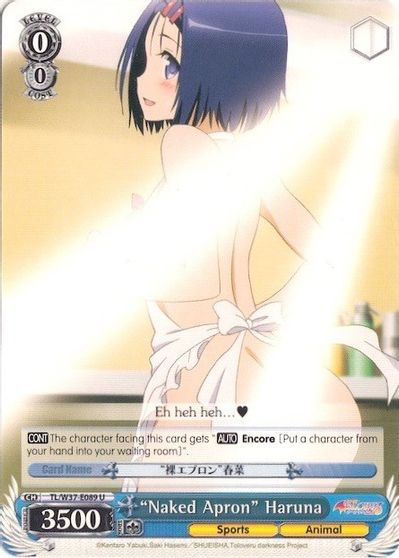 LEVEL
0
0
COST
Eh heh heh...♥
CONT The character facing this card gets "AUTO Encore [Put a character from
your hand into your waiting room]".
Card Name
"裸エプロン" 春菜
CH TL/W37-E089 U
"Naked Apron" Haruna
3500
Sports
Animal
©Kentaro Yabuki,Saki Hasemi／SHUEISHA,Toloveru darkness Project